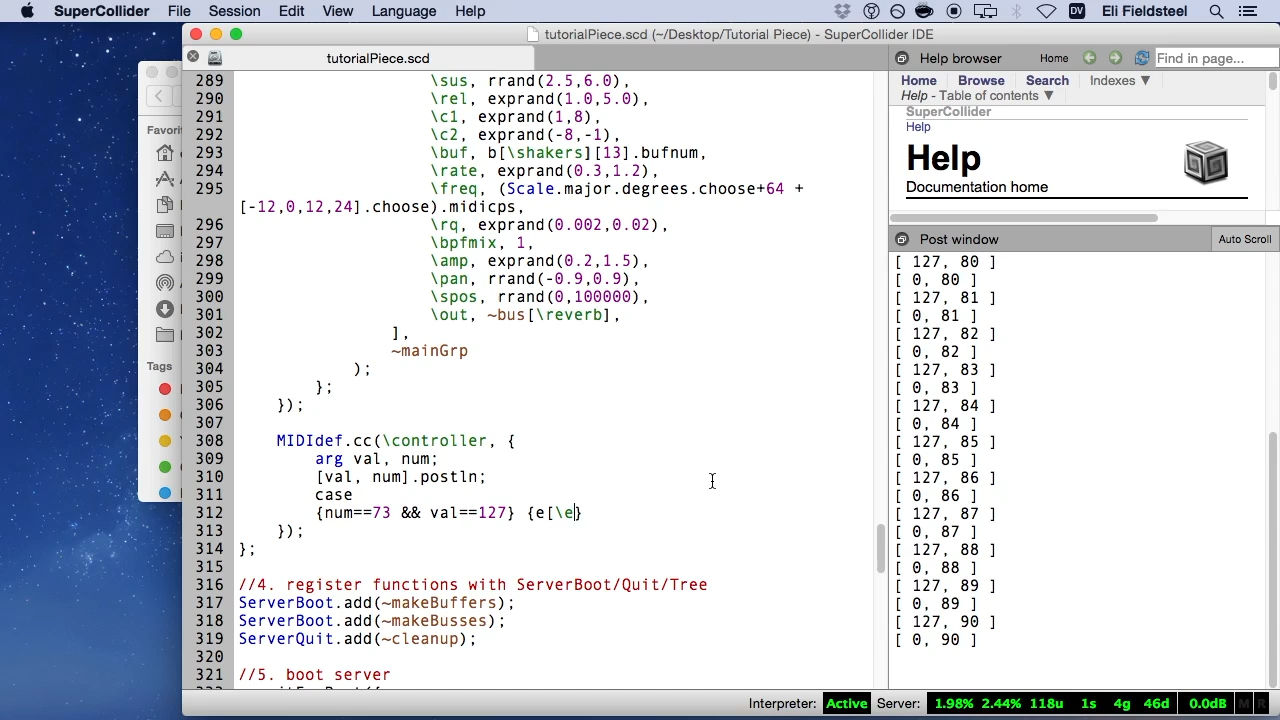 SuperCollider File Session Edit View Language Help
DV Eli Fieldsteel
tutorialPiece.scd (~/Desktop/Tutorial Piece) - SuperCollider IDE
tutorialPiece.scd
Help browser Home Find in page...
Home Browse Search Indexes ▼
Help - Table of contents ▼
SuperCollider
Help
Help
Documentation home
Post window Auto Scroll
Favorit
Tags
289 \sus, rrand(2.5,6.0),
290 \rel, exprand(1.0,5.0),
291 \c1, exprand(1,8),
292 \c2, exprand(-8,-1),
293 \buf, b[\shakers][13].bufnum,
294 \rate, exprand(0.3,1.2),
295 \freq, (Scale.major.degrees.choose+64 +
[-12,0,12,24].choose).midicps,
296 \rq, exprand(0.002,0.02),
297 \bpfmix, 1,
298 \amp, exprand(0.2,1.5),
299 \pan, rrand(-0.9,0.9),
300 \spos, rrand(0,100000),
301 \out, ~bus[\reverb],
302 ],
303 ~mainGrp
304 );
305 };
306 });
307
308 MIDIdef.cc(\controller, {
309 arg val, num;
310 [val, num].postln;
311 case
312 {num==73 && val==127} {e[\e}
313 });
314 };
315
316 //4. register functions with ServerBoot/Quit/Tree
317 ServerBoot.add(~makeBuffers);
318 ServerBoot.add(~makeBusses);
319 ServerQuit.add(~cleanup);
320
321 //5. boot server
[ 127, 80 ]
[ 0, 80 ]
[ 127, 81 ]
[ 0, 81 ]
[ 127, 82 ]
[ 0, 82 ]
[ 127, 83 ]
[ 0, 83 ]
[ 127, 84 ]
[ 0, 84 ]
[ 127, 85 ]
[ 0, 85 ]
[ 127, 86 ]
[ 0, 86 ]
[ 127, 87 ]
[ 0, 87 ]
[ 127, 88 ]
[ 0, 88 ]
[ 127, 89 ]
[ 0, 89 ]
[ 127, 90 ]
[ 0, 90 ]
Interpreter: Active Server: 1.98% 2.44% 118u 1s 4g 46d 0.0dB M R